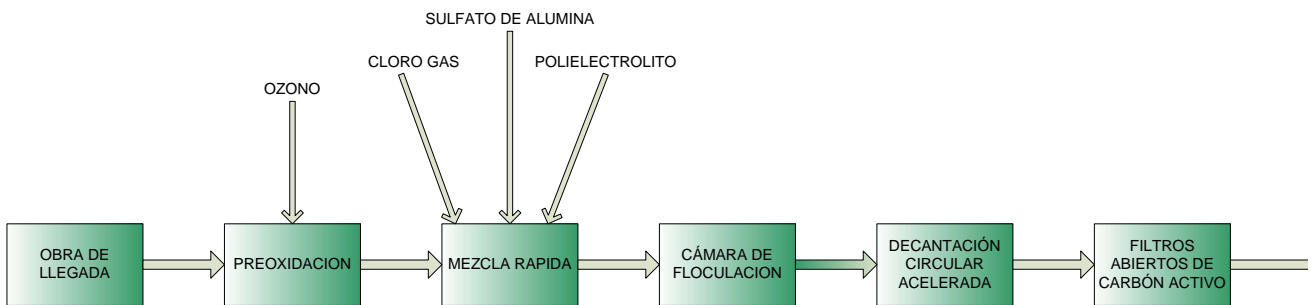 SULFATO DE ALUMINA
CLORO GAS
POLIELECTROLITO
OZONO
OBRA DE
LLEGADA
PREOXIDACION
MEZCLA RAPIDA
CÁMARA DE
FLOCULACION
DECANTACIÓN
CIRCULAR
ACELERADA
FILTROS
ABIERTOS DE
CARBÓN ACTIVO